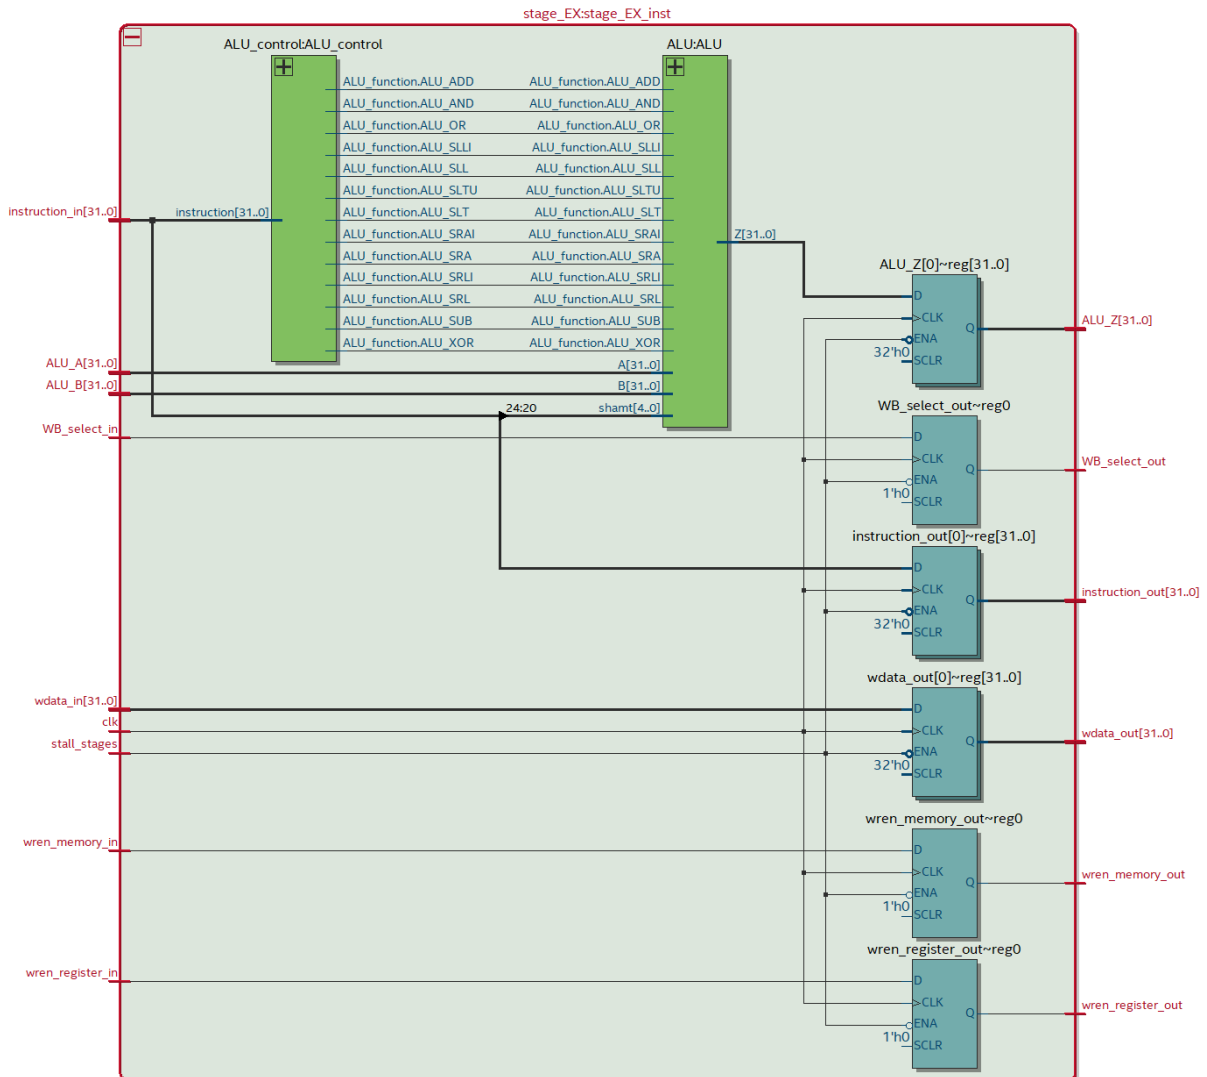 stage_EX:stage_EX_inst
ALU_control:ALU_control
ALU:ALU
ALU_function.ALU_ADD ALU_function.ALU_ADD
ALU_function.ALU_AND ALU_function.ALU_AND
ALU_function.ALU_OR ALU_function.ALU_OR
ALU_function.ALU_SLLI ALU_function.ALU_SLLI
ALU_function.ALU_SLL ALU_function.ALU_SLL
ALU_function.ALU_SLTU ALU_function.ALU_SLTU
instruction_in[31..0] instruction[31..0] ALU_function.ALU_SLT ALU_function.ALU_SLT
ALU_function.ALU_SRAI ALU_function.ALU_SRAI Z[31..0]
ALU_function.ALU_SRA ALU_function.ALU_SRA
ALU_function.ALU_SRLI ALU_function.ALU_SRLI
ALU_function.ALU_SRL ALU_function.ALU_SRL
ALU_function.ALU_SUB ALU_function.ALU_SUB
ALU_function.ALU_XOR ALU_function.ALU_XOR
ALU_A[31..0] A[31..0]
ALU_B[31..0] B[31..0]
24:20 shamt[4..0]
ALU_Z[0]~reg[31..0]
D
CLK
Q ALU_Z[31..0]
ENA
32'h0 SCLR
WB_select_out~reg0
WB_select_in D
CLK
Q WB_select_out
ENA
1'h0 SCLR
instruction_out[0]~reg[31..0]
D
CLK
Q instruction_out[31..0]
ENA
32'h0 SCLR
wdata_out[0]~reg[31..0]
wdata_in[31..0] D
clk CLK
Q wdata_out[31..0]
stall_stages ENA
32'h0 SCLR
wren_memory_out~reg0
wren_memory_in D
CLK
Q wren_memory_out
ENA
1'h0 SCLR
wren_register_out~reg0
wren_register_in D
CLK
Q wren_register_out
ENA
1'h0 SCLR